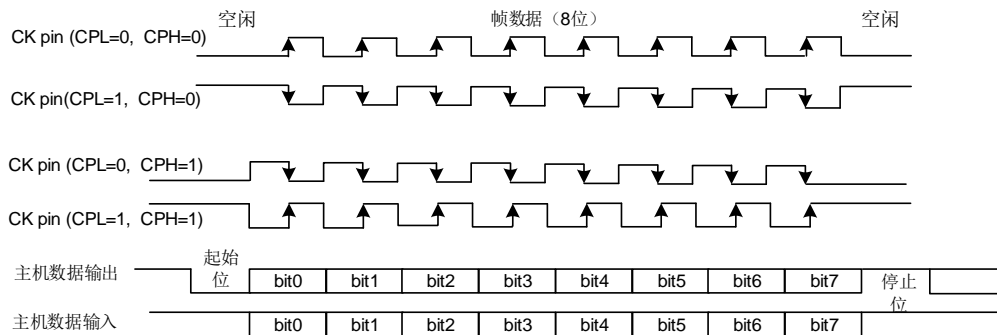 空闲 帧数据（8位） 空闲
CK pin (CPL=0, CPH=0)
CK pin(CPL=1, CPH=0)
CK pin (CPL=0, CPH=1)
CK pin (CPL=1, CPH=1)
主机数据输出 起始位 bit0 bit1 bit2 bit3 bit4 bit5 bit6 bit7 停止位
主机数据输入 bit0 bit1 bit2 bit3 bit4 bit5 bit6 bit7